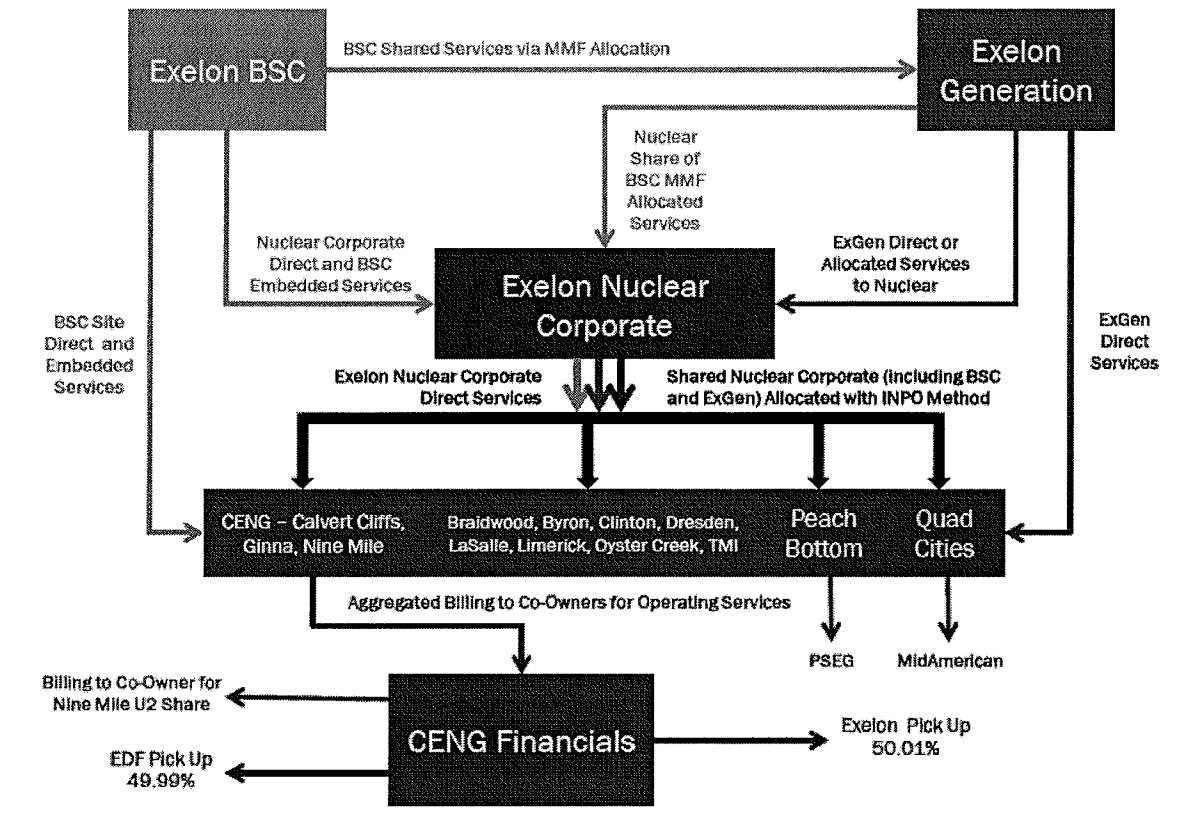 Exelon BSC
BSC Shared Services via MMF Allocation
Exelon
Generation
Nuclear
Share of
BSC MMF
Allocated
Services
Nuclear Corporate
Direct and BSC
Embedded Services
ExGen Direct or
Allocated Services
to Nuclear
Exelon Nuclear
Corporate
BSC Site
Direct and
Embedded
Services
ExGen
Direct
Services
Exelon Nuclear Corporate
Direct Services
Shared Nuclear Corporate (including BSC
and ExGen) Allocated with INPO Method
CENG – Calvert Cliffs,
Ginna, Nine Mile
Braidwood, Byron, Clinton, Dresden,
LaSalle, Limerick, Oyster Creek, TMI
Peach
Bottom
Quad
Cities
Aggregated Billing to Co-Owners for Operating Services
PSEG
MidAmerican
Billing to Co-Owner for
Nine Mile U2 Share
CENG Financials
Exelon Pick Up
50.01%
EDF Pick Up
49.99%